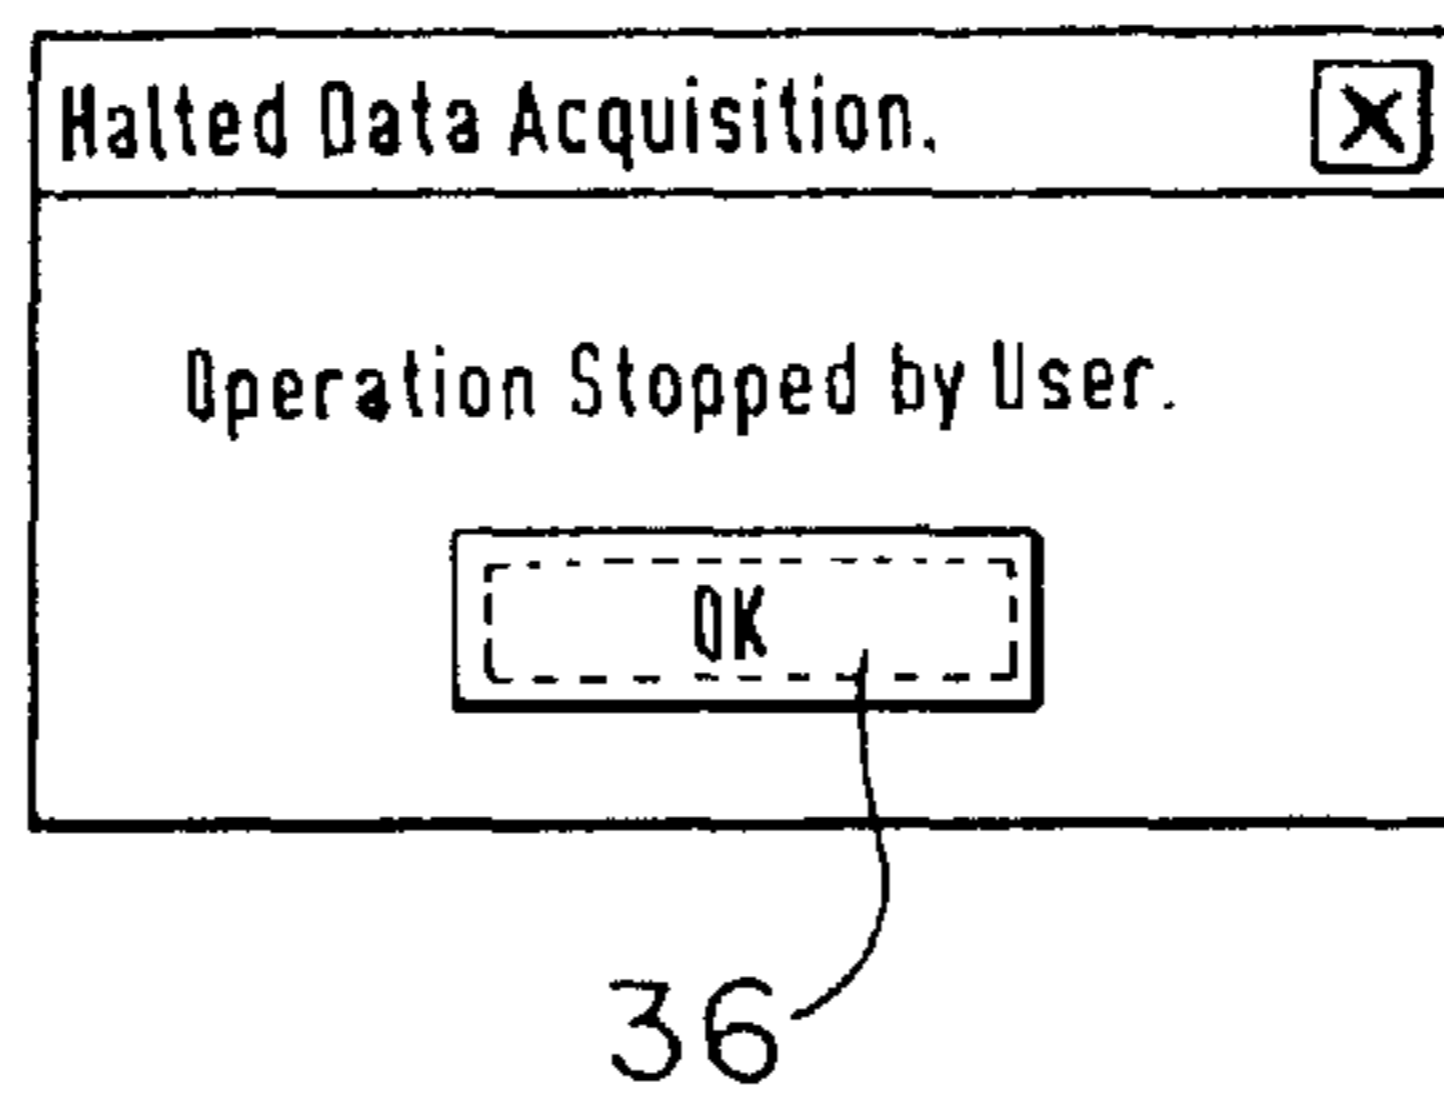 Halted Data Acquisition.
Operation Stopped by User.
OK
36